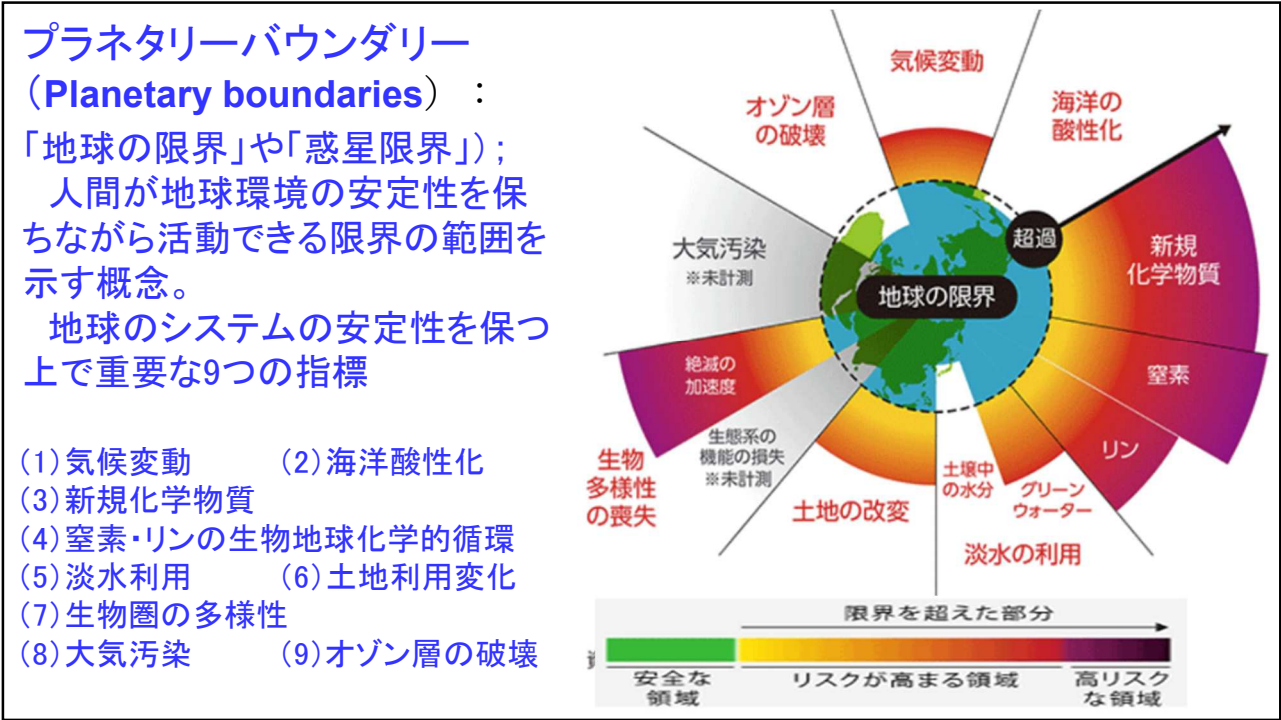 プラネタリーバウンダリー
(Planetary boundaries) :
「地球の限界」や「惑星限界」);
人間が地球環境の安定性を保
ちながら活動できる限界の範囲を
示す概念。
地球のシステムの安定性を保つ
上で重要な9つの指標
(1)気候変動 (2)海洋酸性化
(3)新規化学物質
(4)窒素・リンの生物地球化学的循環
(5)淡水利用 (6)土地利用変化
(7)生物圏の多様性
(8)大気汚染 (9)オゾン層の破壊
気候変動
オゾン層
の破壊
海洋の
酸性化
超過
新規
化学物質
大気汚染
※未計測
地球の限界
絶滅の
加速度
窒素
生態系の
機能の損失
※未計測
リン
生物
多様性
の喪失
土地の改変
土壌中
の水分
グリーン
ウォーター
淡水の利用
限界を超えた部分
安全な
領域
リスクが高まる領域
高リスク
な領域